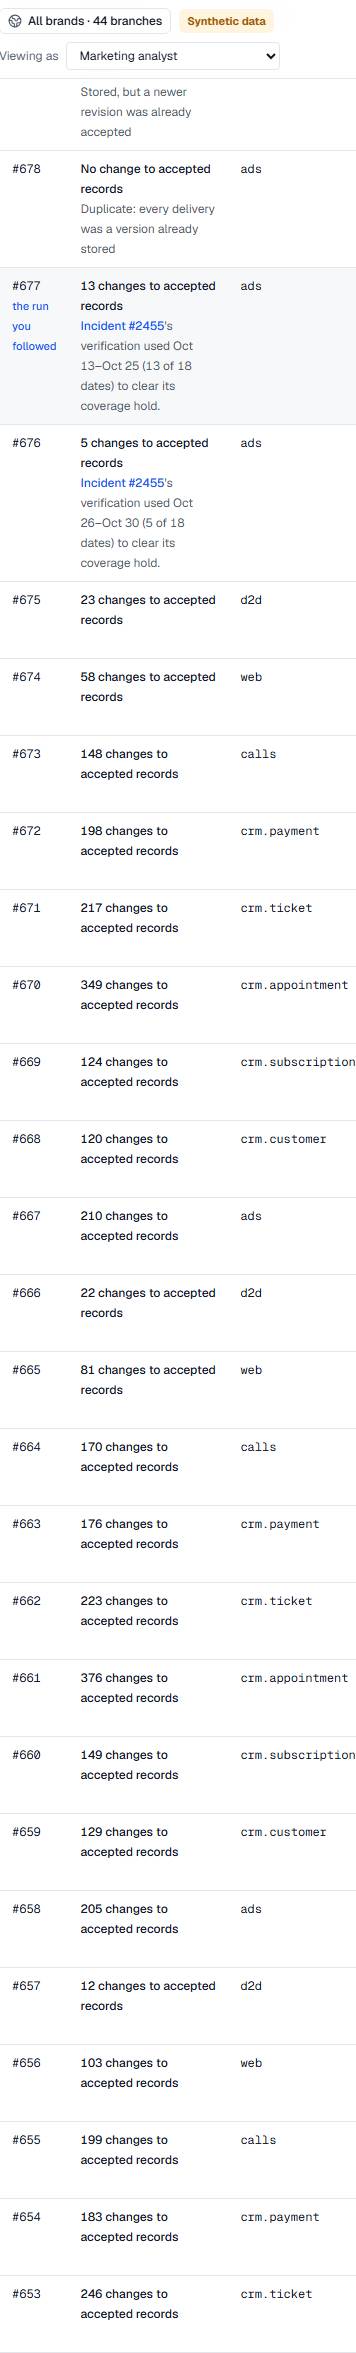 All brands · 44 branches
Synthetic data
Viewing as
Marketing analyst
Stored, but a newer
revision was already
accepted
#678
No change to accepted
records
Duplicate: every delivery
was a version already
stored
ads
#677
the run
you
followed
13 changes to accepted
records
Incident #2455's
verification used Oct
13–Oct 25 (13 of 18
dates) to clear its
coverage hold.
ads
#676
5 changes to accepted
records
Incident #2455's
verification used Oct
26–Oct 30 (5 of 18
dates) to clear its
coverage hold.
ads
#675
23 changes to accepted
records
d2d
#674
58 changes to accepted
records
web
#673
148 changes to
accepted records
calls
#672
198 changes to
accepted records
crm.payment
#671
217 changes to
accepted records
crm.ticket
#670
349 changes to
accepted records
crm.appointment
#669
124 changes to
accepted records
crm.subscription
#668
120 changes to
accepted records
crm.customer
#667
210 changes to
accepted records
ads
#666
22 changes to accepted
records
d2d
#665
81 changes to accepted
records
web
#664
170 changes to
accepted records
calls
#663
176 changes to
accepted records
crm.payment
#662
223 changes to
accepted records
crm.ticket
#661
376 changes to
accepted records
crm.appointment
#660
149 changes to
accepted records
crm.subscription
#659
129 changes to
accepted records
crm.customer
#658
205 changes to
accepted records
ads
#657
12 changes to accepted
records
d2d
#656
103 changes to
accepted records
web
#655
199 changes to
accepted records
calls
#654
183 changes to
accepted records
crm.payment
#653
246 changes to
accepted records
crm.ticket